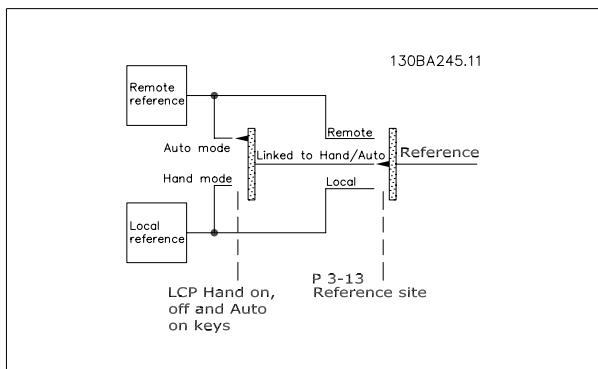 130BA245.11
Remote
reference
Remote
Auto mode
Linked to Hand/Auto
Reference
Hand mode
Local
Local
reference
P 3-13
Reference site
LCP Hand on,
off and Auto
on keys